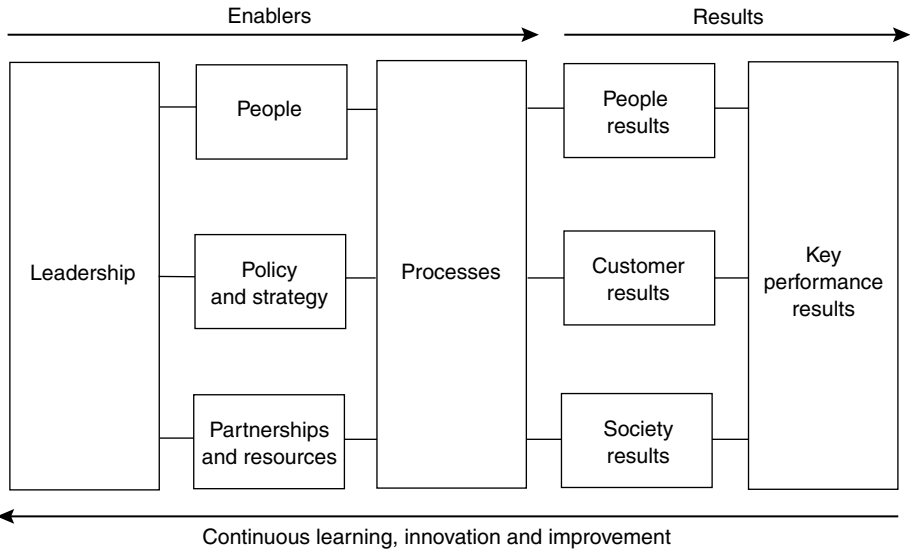 Enablers
Results
Leadership
People
Policy
and strategy
Partnerships
and resources
Processes
People
results
Customer
results
Society
results
Key
performance
results
Continuous learning, innovation and improvement